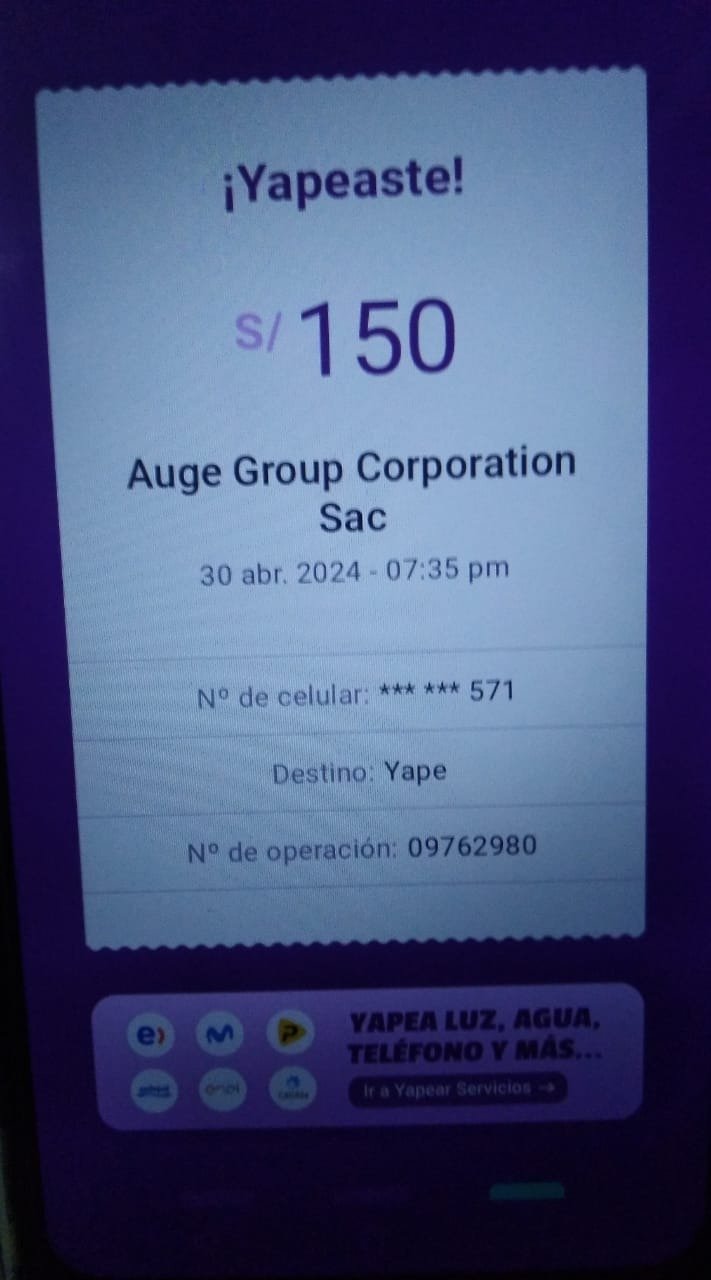 ¡Yapeaste!
S/ 150
Auge Group Corporation
Sac
30 abr. 2024 - 07:35 pm
Nº de celular: *** *** 571
Destino: Yape
Nº de operación: 09762980
e)
YAPEA LUZ, AGUA,
TELÉFONO Y MÁS...
Ir a Yapear Servicios →